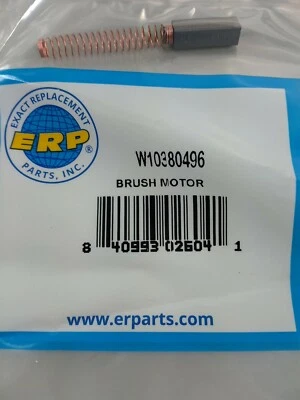 EXACT REPLACEMENT
ERP
®
PARTS, INC.
W10380496
BRUSH MOTOR
8 40993 02604 1
www.erparts.com